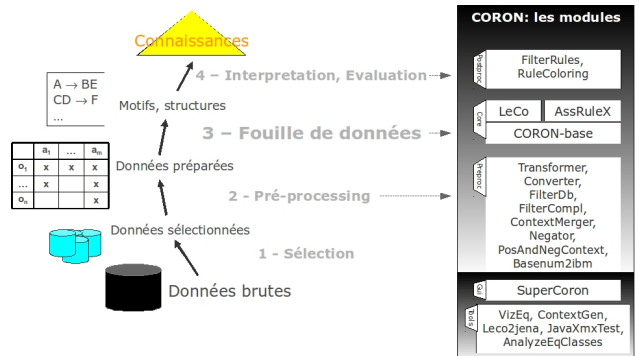 CORON: les modules
Connaissances
4 – Interpretation, Evaluation
Postproc
FilterRules,
RuleColoring
A → BE
CD → F
...
Motifs, structures
3 – Fouille de données
Core
LeCo
AssRuleX
CORON-base
a1 ... am
o1 x x x
... x x
on x
Données préparées
2 - Pré-processing
Preproc
Transformer,
Converter,
FilterDb,
FilterCompl,
ContextMerger,
Negator,
PosAndNegContext,
Basenum2ibm
Données sélectionnées
1 - Sélection
Données brutes
Gui
SuperCoron
Tools
VizEq, ContextGen,
Leco2jena, JavaXmxTest,
AnalyzeEqClasses